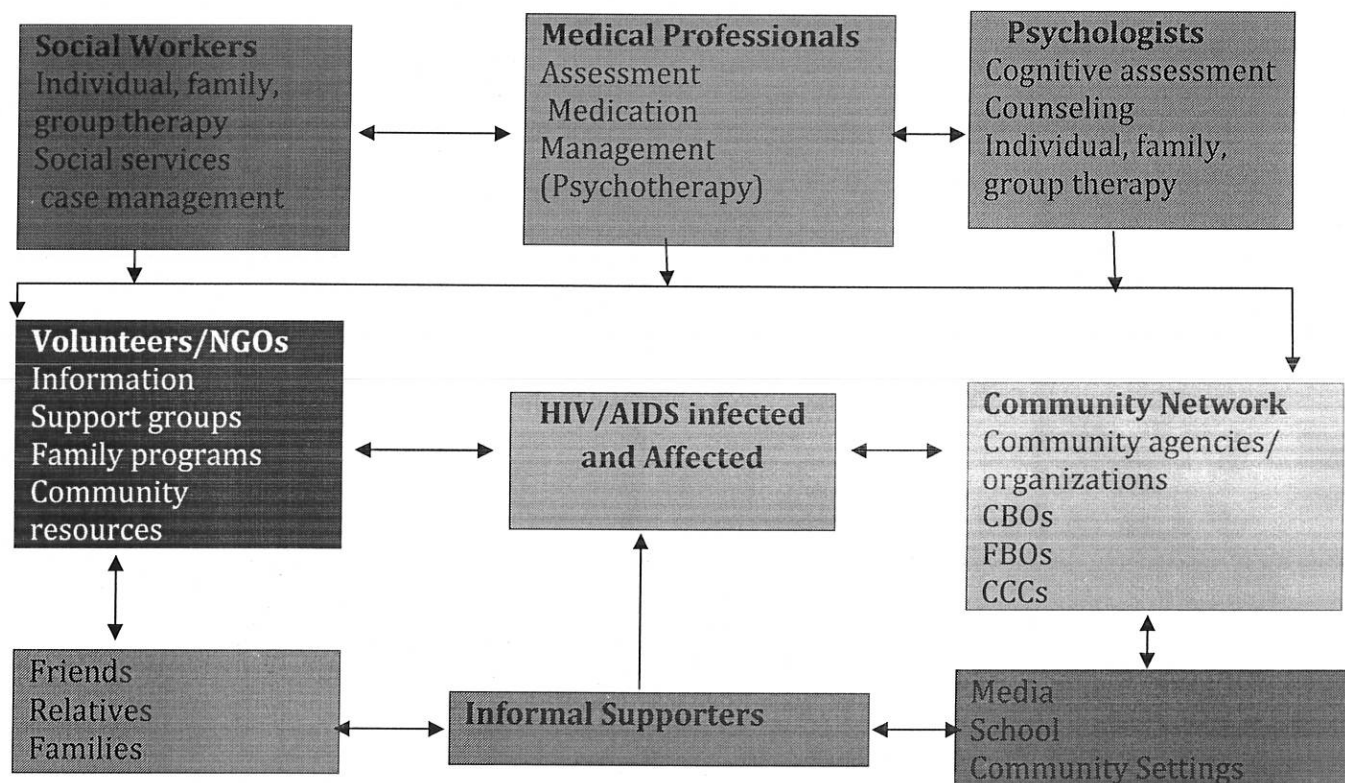 Social Workers
Individual, family,
group therapy
Social services
case management
Medical Professionals
Assessment
Medication
Management
(Psychotherapy)
Psychologists
Cognitive assessment
Counseling
Individual, family,
group therapy
Volunteers/NGOs
Information
Support groups
Family programs
Community
resources
HIV/AIDS infected
and Affected
Community Network
Community agencies/
organizations
CBOs
FBOs
CCCs
Friends
Relatives
Families
Informal Supporters
Media
School
Community Settings